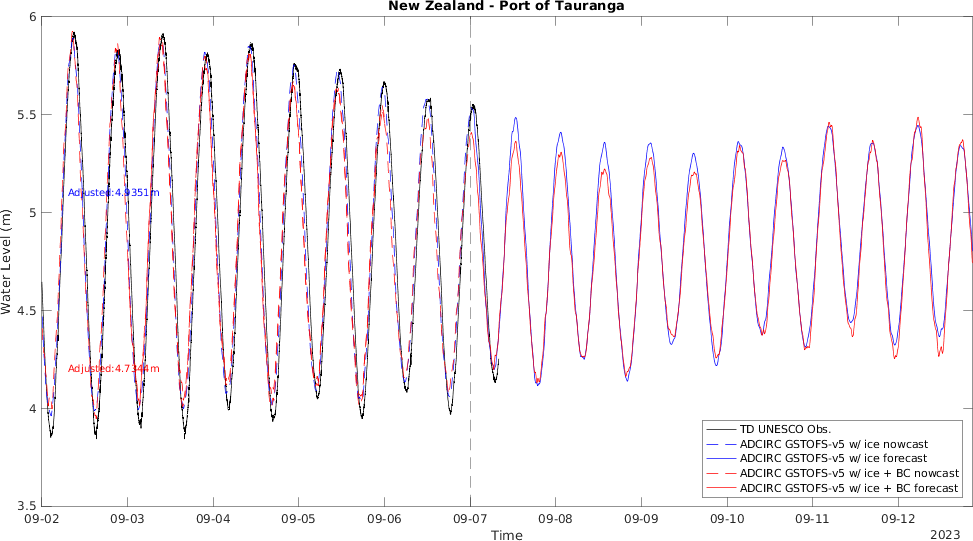 New Zealand - Port of Tauranga
6
5.5
5
4.5
4
3.5
Water Level (m)
Adjusted:4.9351m
Adjusted:4.7344m
TD UNESCO Obs.
ADCIRC GSTOFS-v5 w/ ice nowcast
ADCIRC GSTOFS-v5 w/ ice forecast
ADCIRC GSTOFS-v5 w/ ice + BC nowcast
ADCIRC GSTOFS-v5 w/ ice + BC forecast
09-02 09-03 09-04 09-05 09-06 09-07 09-08 09-09 09-10 09-11 09-12
Time
2023